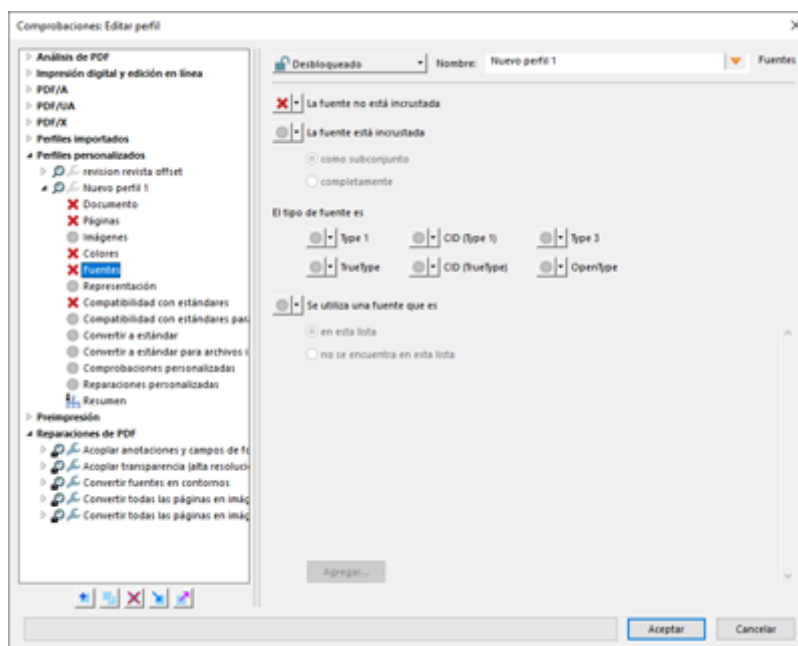 Comprobaciones: Editar perfil
Análisis de PDF
Impresión digital y edición en línea
PDF/A
PDF/UA
PDF/X
Perfiles importados
Perfiles personalizados
revision revista offset
Nuevo perfil 1
Documento
Páginas
Imágenes
Colores
Fuentes
Representación
Compatibilidad con estándares
Compatibilidad con estándares par
Convertir a estándar
Convertir a estándar para archivos i
Comprobaciones personalizadas
Reparaciones personalizadas
Resumen
Preimpresión
Reparaciones de PDF
Acoplar anotaciones y campos de fo
Acoplar transparencia (alta resoluci
Convertir fuentes en contornos
Convertir todas las páginas en imág
Convertir todas las páginas en imág
Desbloqueado Nombre: Nuevo perfil 1 Fuentes
La fuente no está incrustada
La fuente está incrustada
como subconjunto
completamente
El tipo de fuente es
Type 1 CID (Type 1) Type 3
TrueType CID (TrueType) OpenType
Se utiliza una fuente que es
en esta lista
no se encuentra en esta lista
Agregar...
Aceptar Cancelar